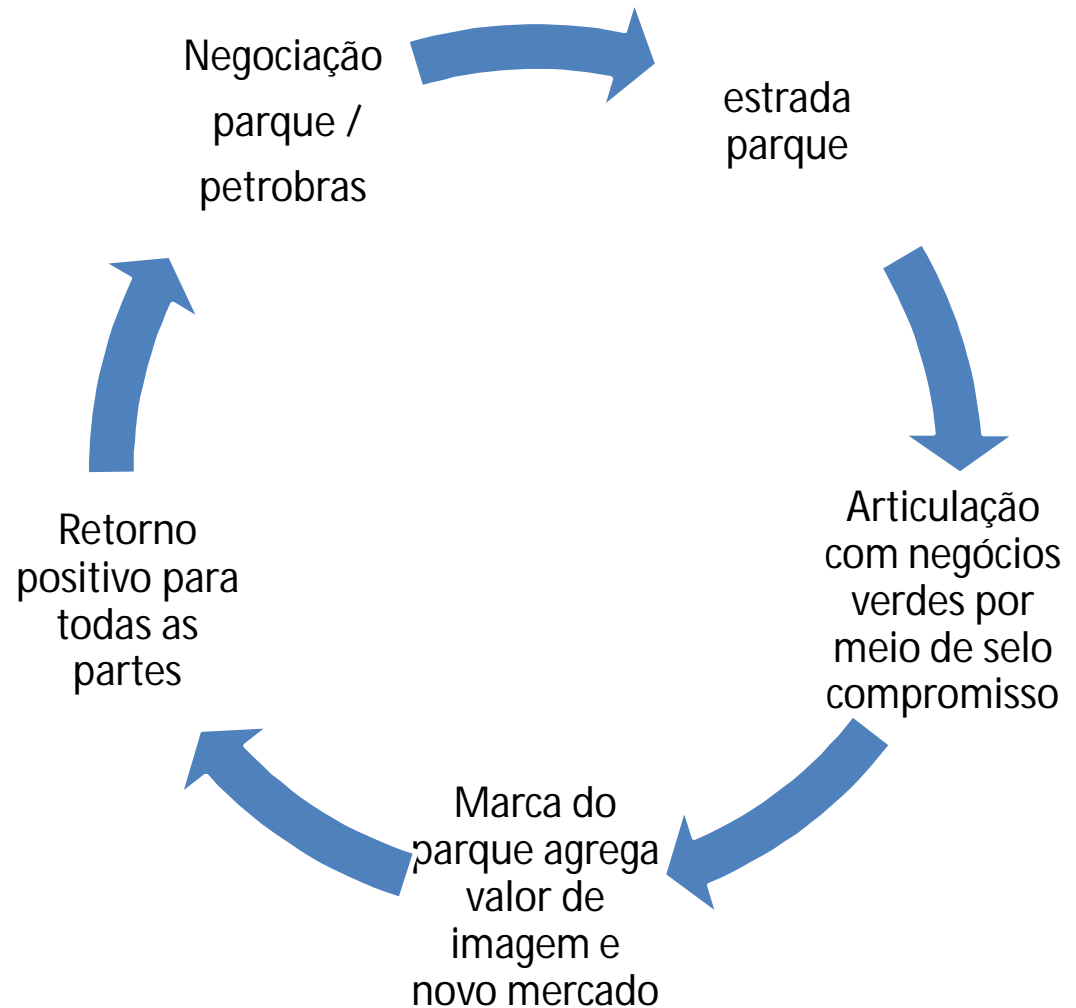 Negociação
parque /
petrobras
estrada
parque
Articulação
com negócios
verdes por
meio de selo
compromisso
Marca do
parque agrega
valor de
imagem e
novo mercado
Retorno
positivo para
todas as
partes